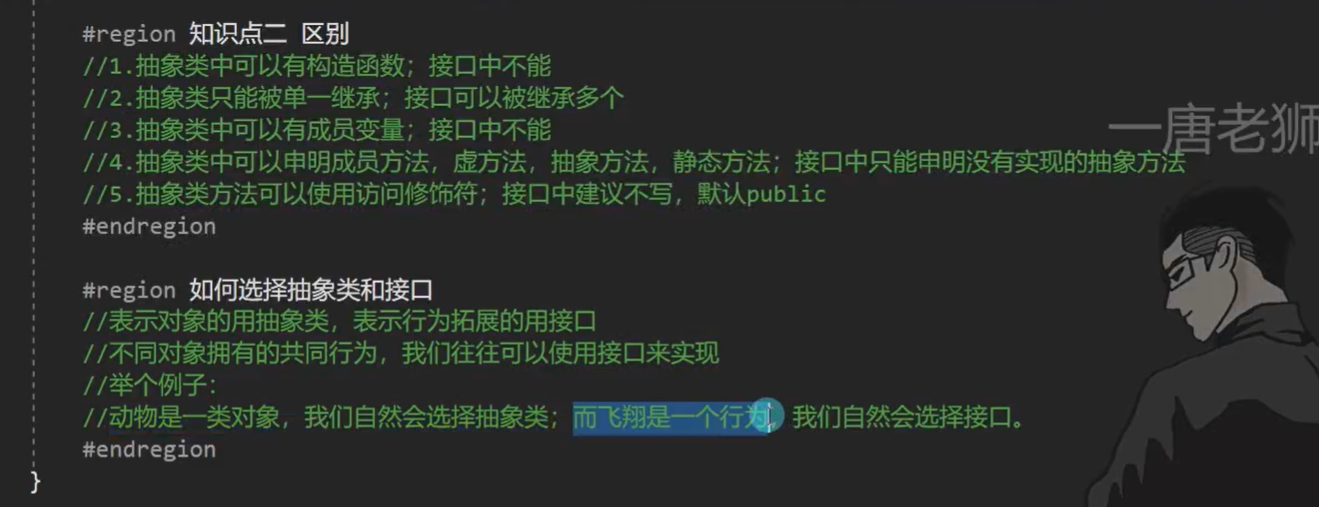 #region 知识点二 区别
//1.抽象类中可以有构造函数；接口中不能
//2.抽象类只能被单一继承；接口可以被继承多个
//3.抽象类中可以有成员变量；接口中不能
//4.抽象类中可以申明成员方法，虚方法，抽象方法，静态方法；接口中只能申明没有实现的抽象方法
//5.抽象类方法可以使用访问修饰符；接口中建议不写，默认public
#endregion
#region 如何选择抽象类和接口
//表示对象的用抽象类，表示行为拓展的用接口
//不同对象拥有的共同行为，我们往往可以使用接口来实现
//举个例子：
//动物是一类对象，我们自然会选择抽象类；而飞翔是一个行为 我们自然会选择接口。
#endregion
}
一唐老狮